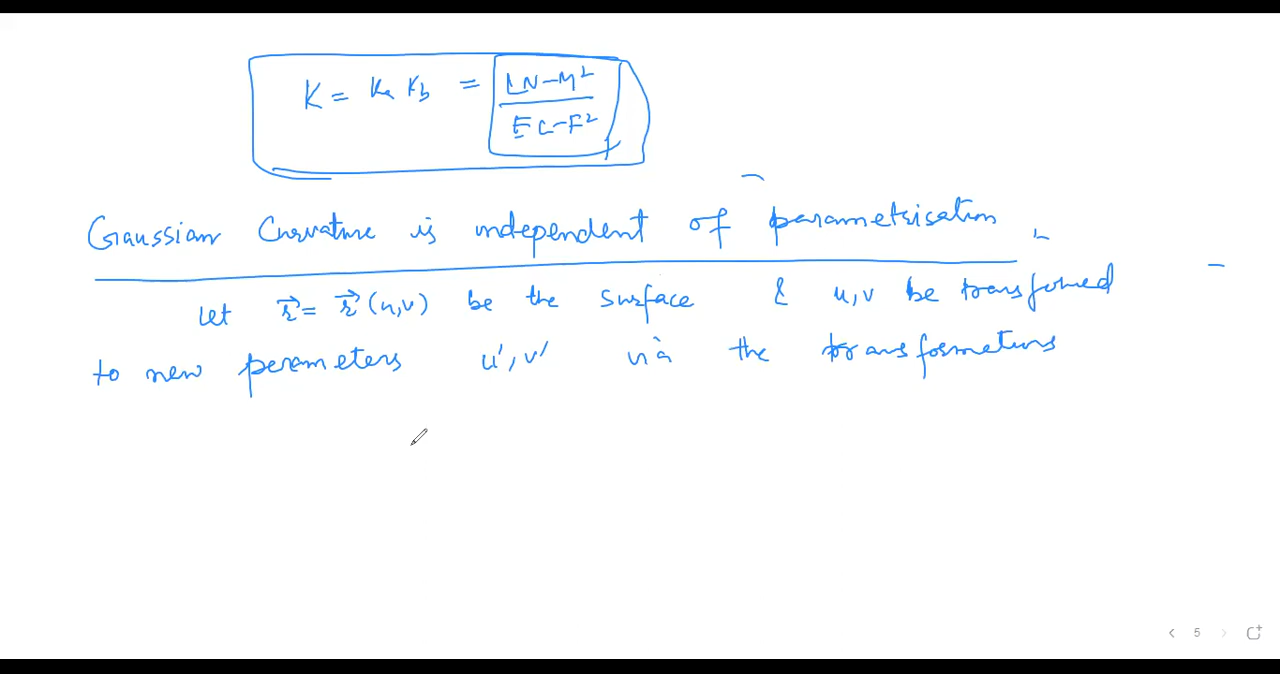 K = Kₐ K_b = LN-M² / EG-F²
Gaussian Curvature is independent of parametrisation
Let r⃗ = r⃗ (u,v) be the surface & u,v be transformed
to new parameters u', v' via the transformations
5